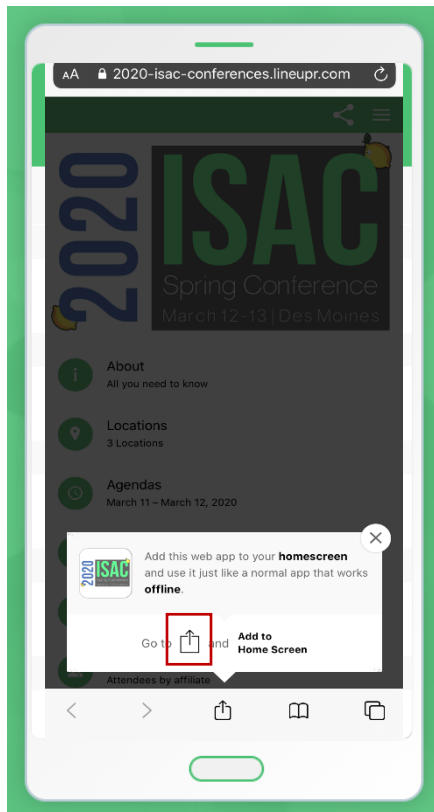 AA 2020-isac-conferences.lineupr.com
2020
ISAC
Spring Conference
March 12-13 | Des Moines
About
All you need to know
Locations
3 Locations
Agendas
March 11 – March 12, 2020
2020 ISAC
Add this web app to your homescreen
and use it just like a normal app that works
offline.
Go to and Add to
Home Screen
Attendees by affiliate